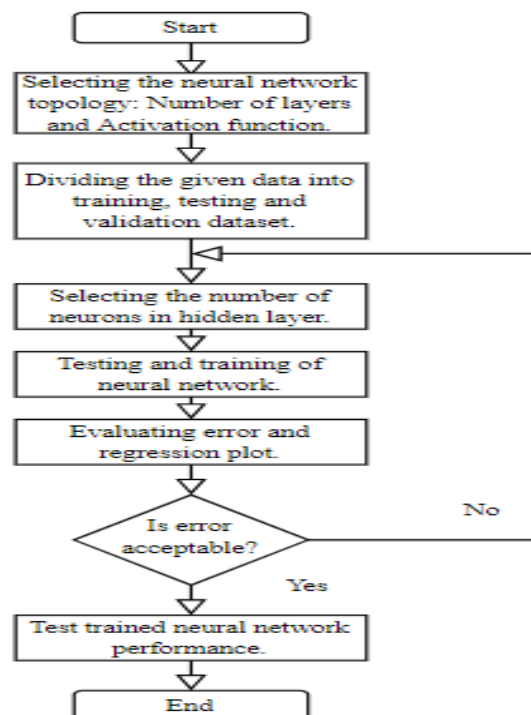 Start
Selecting the neural network
topology: Number of layers
and Activation function.
Dividing the given data into
training, testing and
validation dataset.
Selecting the number of
neurons in hidden layer.
Testing and training of
neural network.
Evaluating error and
regression plot.
Is error
acceptable?
No
Yes
Test trained neural network
performance.
End